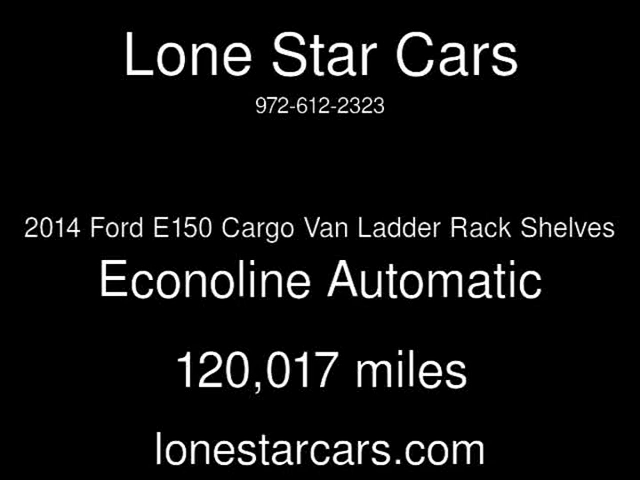 Lone Star Cars
972-612-2323
2014 Ford E150 Cargo Van Ladder Rack Shelves
Econoline Automatic
120,017 miles
lonestarcars.com